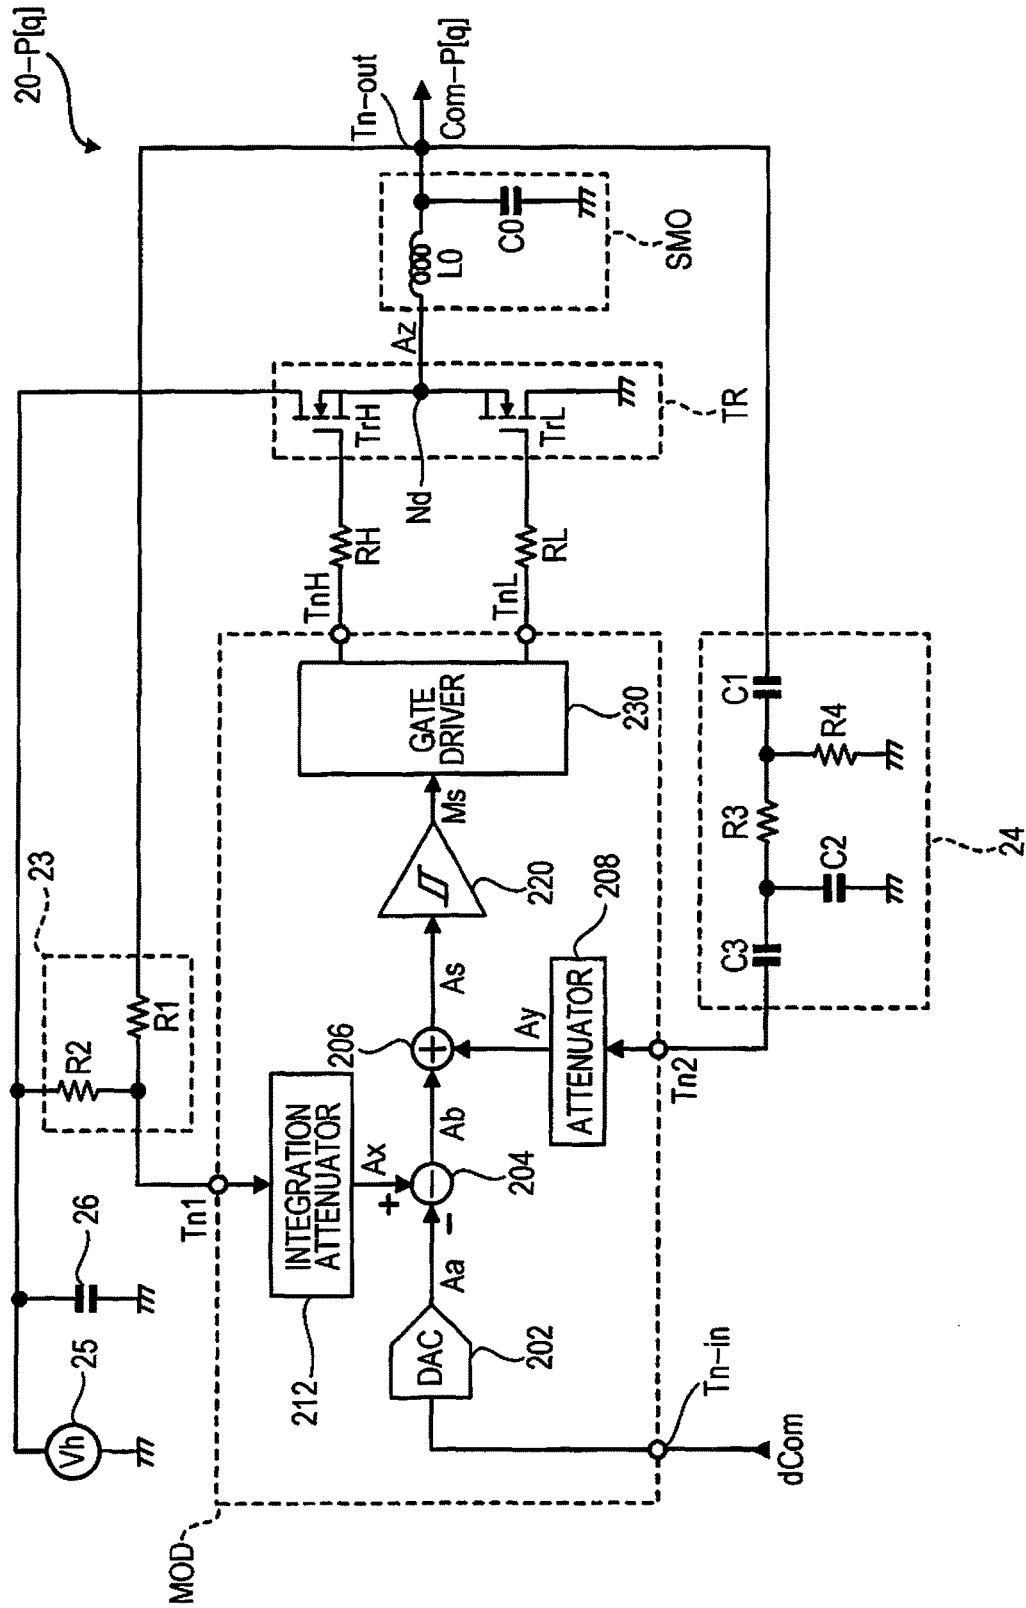 20-P[q]
Vh
25
26
23
R2
R1
Tn1
Tn-out
Com-P[q]
MOD
212
INTEGRATION
ATTENUATOR
Ax
+
−
204
Aa
DAC
202
Ab
206
+
As
220
Ms
GATE
DRIVER
230
TnH
RH
TnL
RL
TrH
TrL
Nd
TR
Az
L0
C0
SMO
Ay
ATTENUATOR
208
Tn2
Tn-in
dCom
C3
C2
R3
R4
C1
24
−